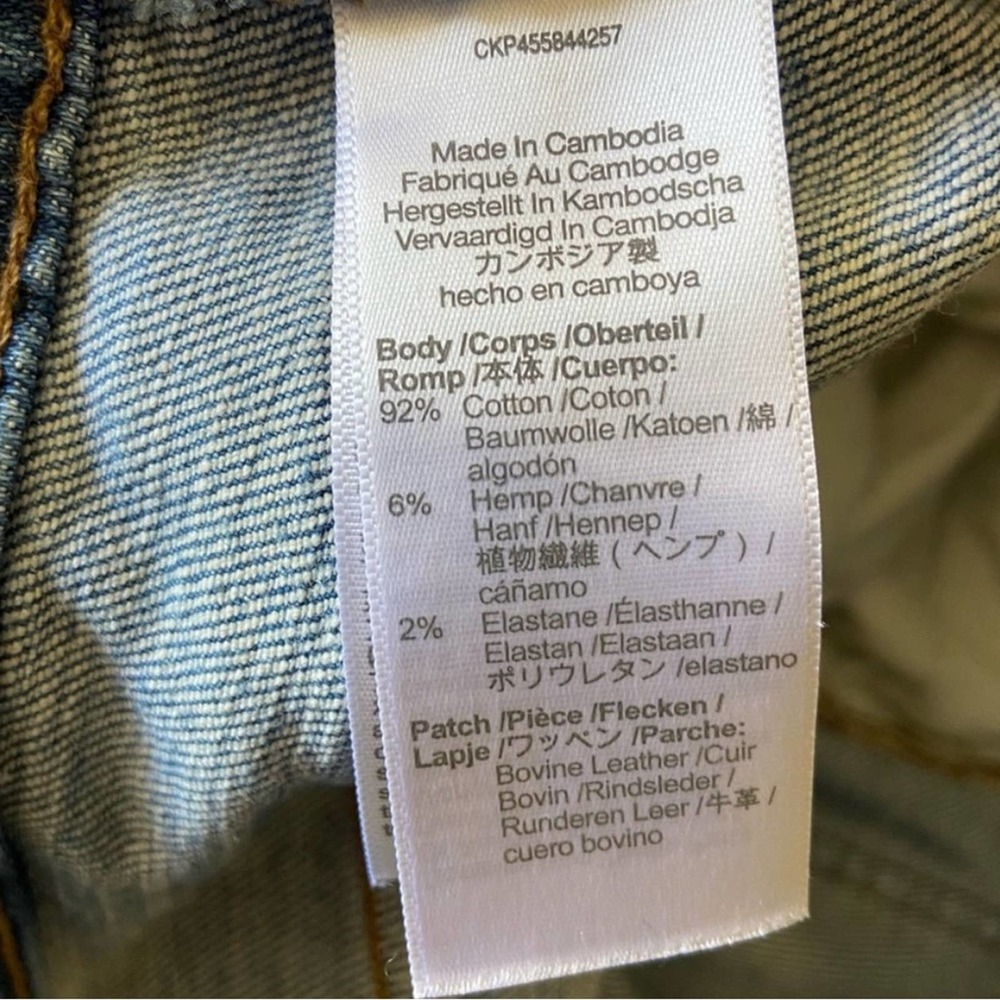 CKP455844257
Made In Cambodia
Fabriqué Au Cambodge
Hergestellt In Kambodscha
Vervaardigd In Cambodja
カンボジア製
hecho en camboya
Body /Corps /Oberteil /
Romp /本体 /Cuerpo:
92% Cotton /Coton /
Baumwolle /Katoen /綿 /
algodón
6% Hemp /Chanvre /
Hanf /Hennep /
植物繊維 ( ヘンプ ) /
cáñamo
2% Elastane /Élasthanne /
Elastan /Elastaan /
ポリウレタン /elastano
Patch /Pièce /Flecken /
Lapje /ワッペン /Parche:
Bovine Leather /Cuir
Bovin /Rindsleder /
Runderen Leer /牛革 /
cuero bovino